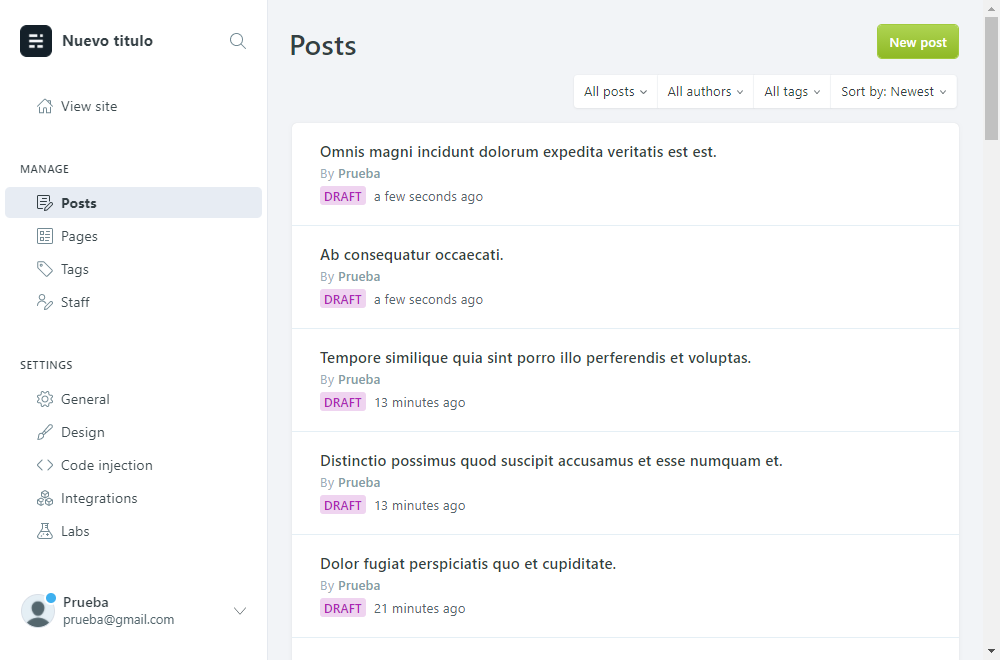 Nuevo titulo
View site
MANAGE
Posts
Pages
Tags
Staff
SETTINGS
General
Design
Code injection
Integrations
Labs
Prueba
prueba@gmail.com
Posts
New post
All posts
All authors
All tags
Sort by: Newest
Omnis magni incidunt dolorum expedita veritatis est est.
By Prueba
DRAFT a few seconds ago
Ab consequatur occaecati.
By Prueba
DRAFT a few seconds ago
Tempore similique quia sint porro illo perferendis et voluptas.
By Prueba
DRAFT 13 minutes ago
Distinctio possimus quod suscipit accusamus et esse numquam et.
By Prueba
DRAFT 13 minutes ago
Dolor fugiat perspiciatis quo et cupiditate.
By Prueba
DRAFT 21 minutes ago